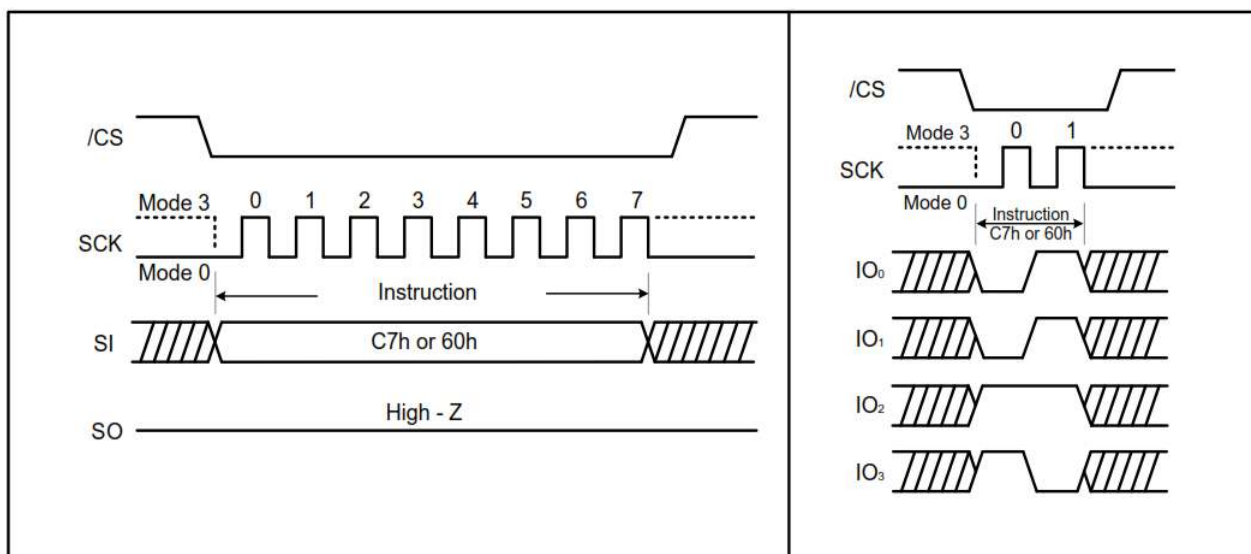 /CS
Mode 3
0 1 2 3 4 5 6 7
SCK
Mode 0
Instruction
SI
C7h or 60h
High - Z
SO
/CS
Mode 3
0 1
SCK
Mode 0
Instruction
C7h or 60h
IO₀
IO₁
IO₂
IO₃